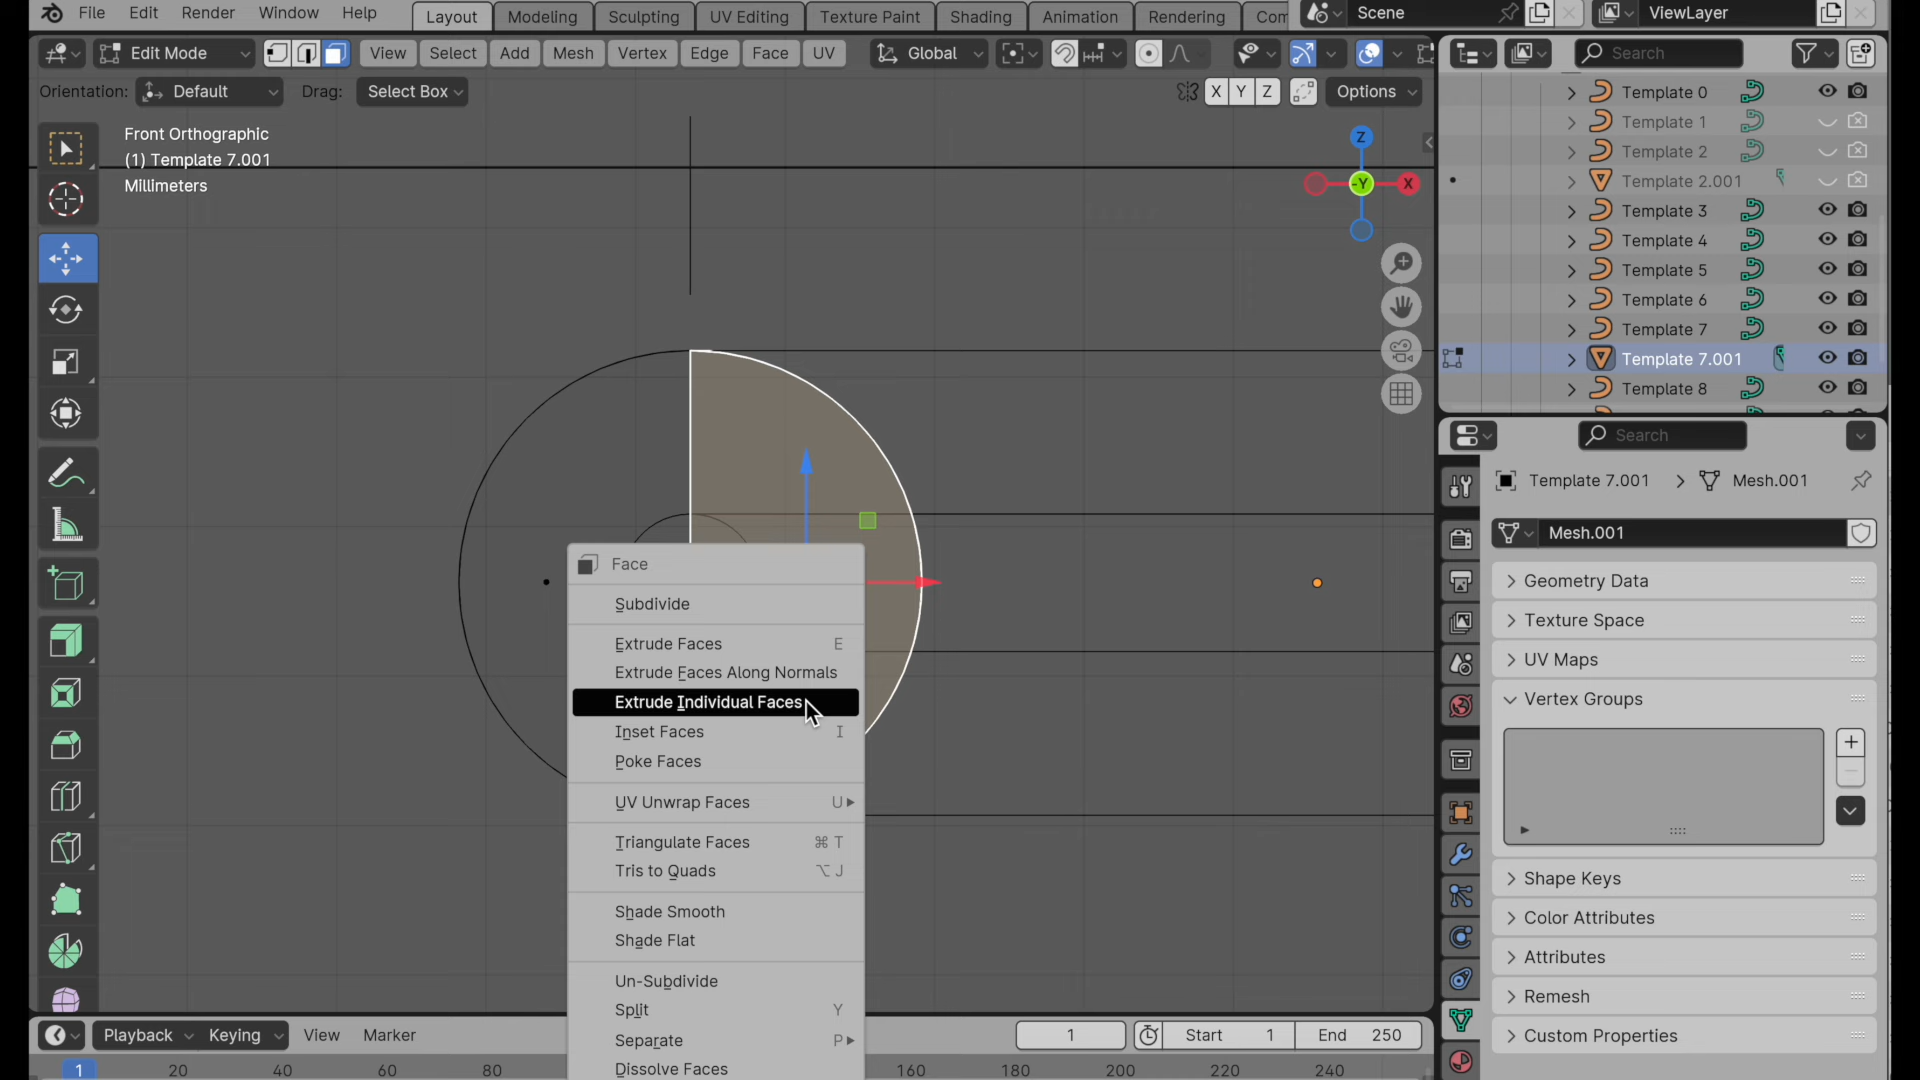 File Edit Render Window Help Layout Modeling Sculpting UV Editing Texture Paint Shading Animation Rendering Com Scene ViewLayer
Edit Mode View Select Add Mesh Vertex Edge Face UV Global Search
Orientation: Default Drag: Select Box X Y Z Options
Front Orthographic
(1) Template 7.001
Millimeters
Z
-Y
X
Template 0
Template 1
Template 2
Template 2.001
Template 3
Template 4
Template 5
Template 6
Template 7
Template 7.001
Template 8
Search
Template 7.001 > Mesh.001
Mesh.001
Geometry Data
Texture Space
UV Maps
Vertex Groups
Shape Keys
Color Attributes
Attributes
Remesh
Custom Properties
Face
Subdivide
Extrude Faces E
Extrude Faces Along Normals
Extrude Individual Faces
Inset Faces I
Poke Faces
UV Unwrap Faces U
Triangulate Faces ⌘ T
Tris to Quads ⌥ J
Shade Smooth
Shade Flat
Un-Subdivide
Split Y
Separate P
Dissolve Faces
Playback Keying View Marker 1 Start 1 End 250
1 20 40 60 80 160 180 200 220 240